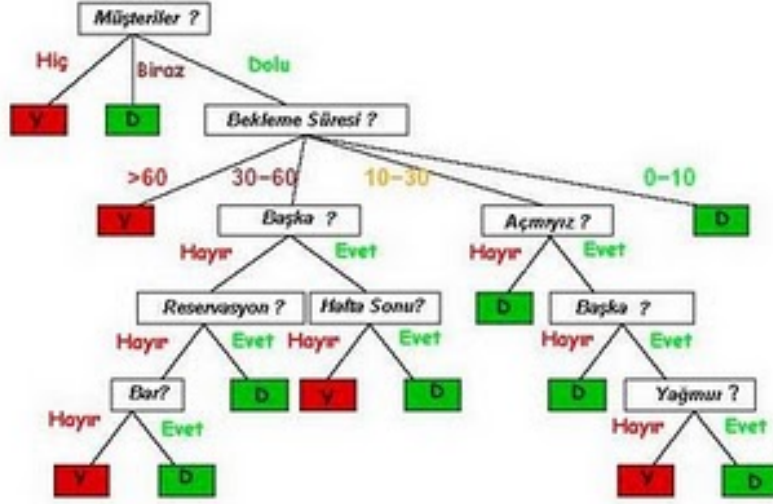 Müşteriler ?
Hiç Biraz Dolu
Y D Bekleme Süresi ?
>60 30-60 10-30 0-10
Y Başka ? Açmıyız ? D
Hayır Evet Hayır Evet
Reservasyon ? Hafta Sonu? D Başka ?
Hayır Evet Hayır Evet Hayır Evet
Bar? D Y D D Yağmur ?
Hayır Evet Hayır Evet
Y D Y D